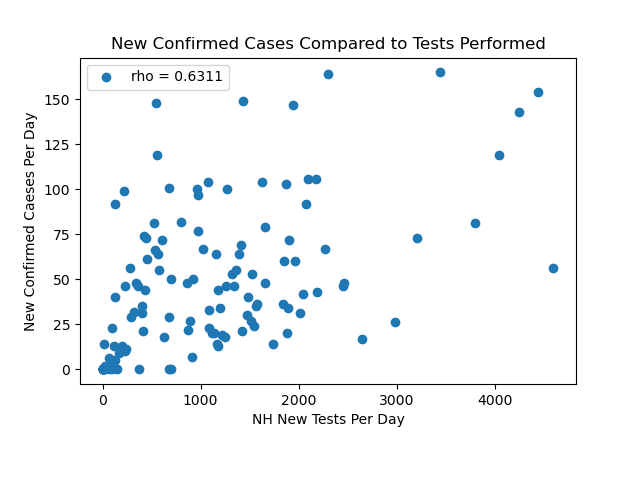 New Confirmed Cases Compared to Tests Performed
rho = 0.6311
150
125
100
75
50
25
0
New Confirmed Caeses Per Day
0 1000 2000 3000 4000
NH New Tests Per Day